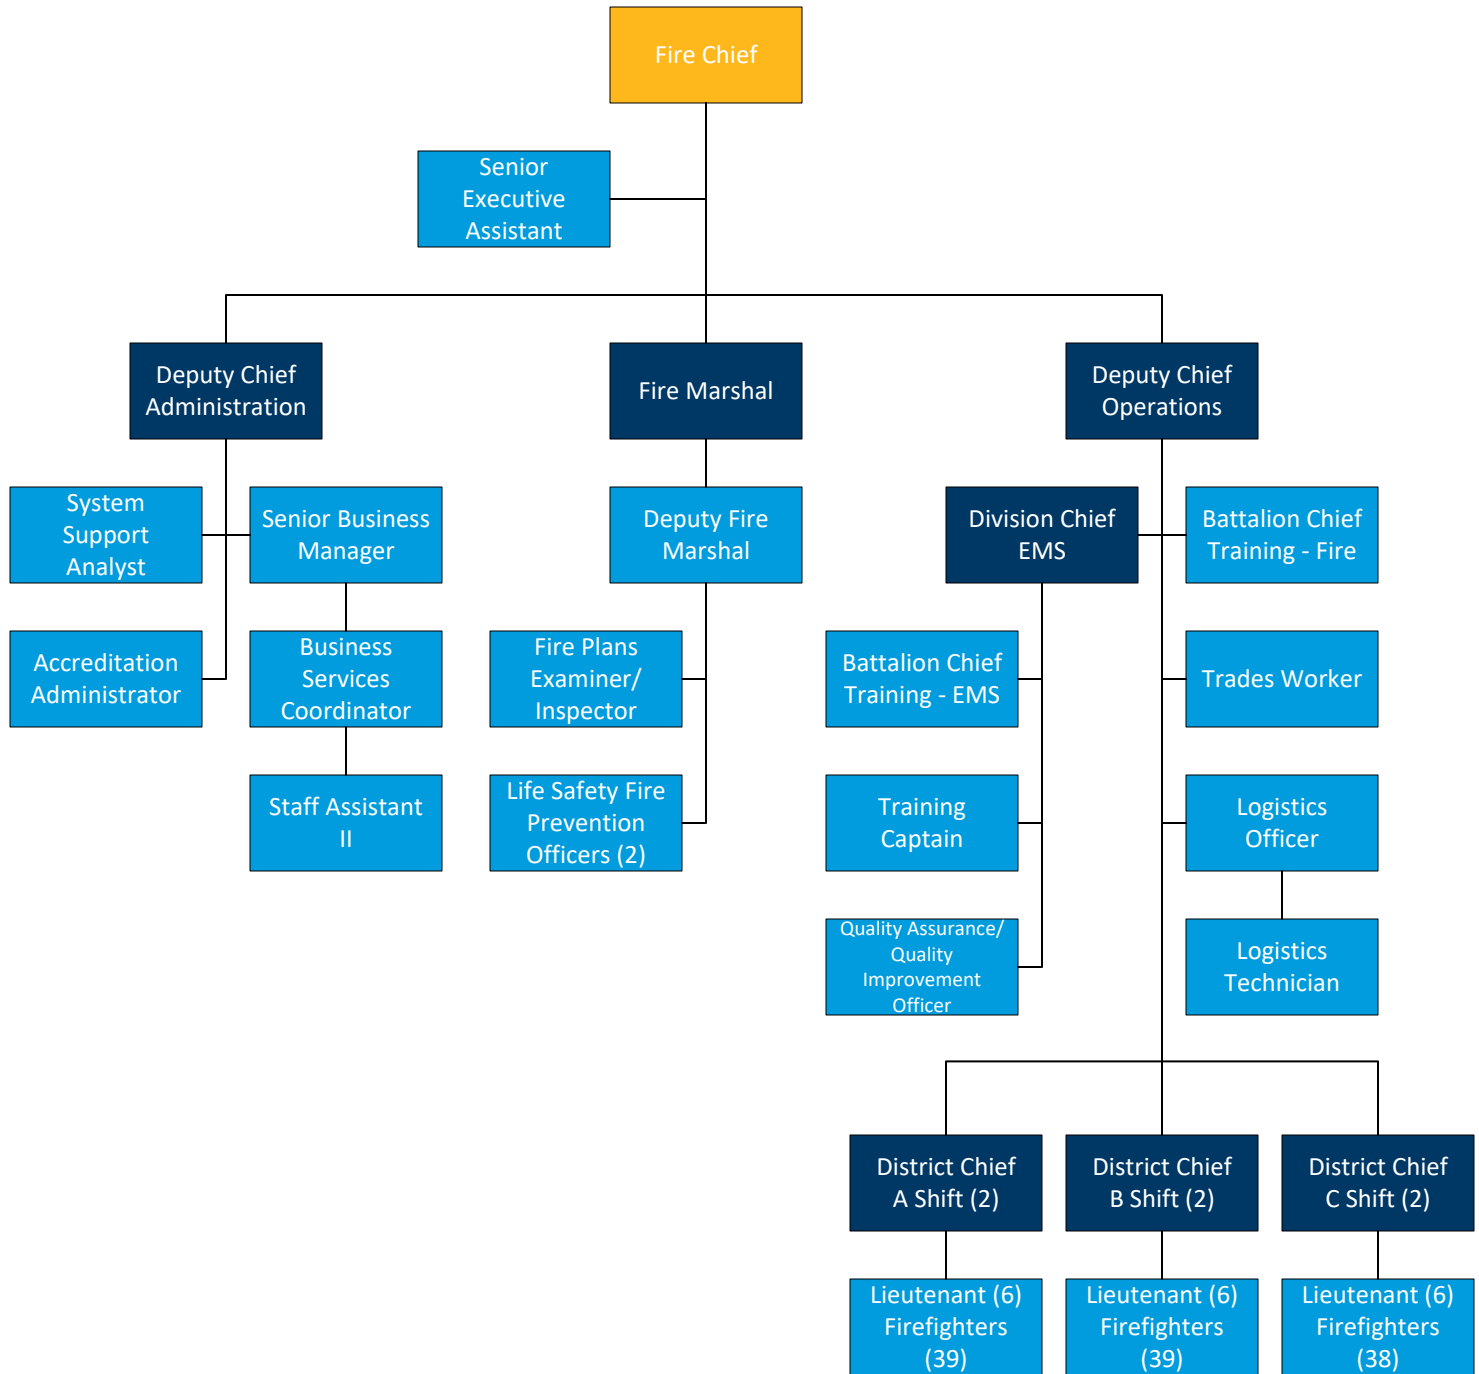 Fire Chief
Senior
Executive
Assistant
Deputy Chief
Administration
Fire Marshal
Deputy Chief
Operations
System
Support
Analyst
Senior Business
Manager
Deputy Fire
Marshal
Division Chief
EMS
Battalion Chief
Training - Fire
Accreditation
Administrator
Business
Services
Coordinator
Fire Plans
Examiner/
Inspector
Battalion Chief
Training - EMS
Trades Worker
Staff Assistant
II
Life Safety Fire
Prevention
Officers (2)
Training
Captain
Logistics
Officer
Quality Assurance/
Quality
Improvement
Officer
Logistics
Technician
District Chief
A Shift (2)
District Chief
B Shift (2)
District Chief
C Shift (2)
Lieutenant (6)
Firefighters
(39)
Lieutenant (6)
Firefighters
(39)
Lieutenant (6)
Firefighters
(38)